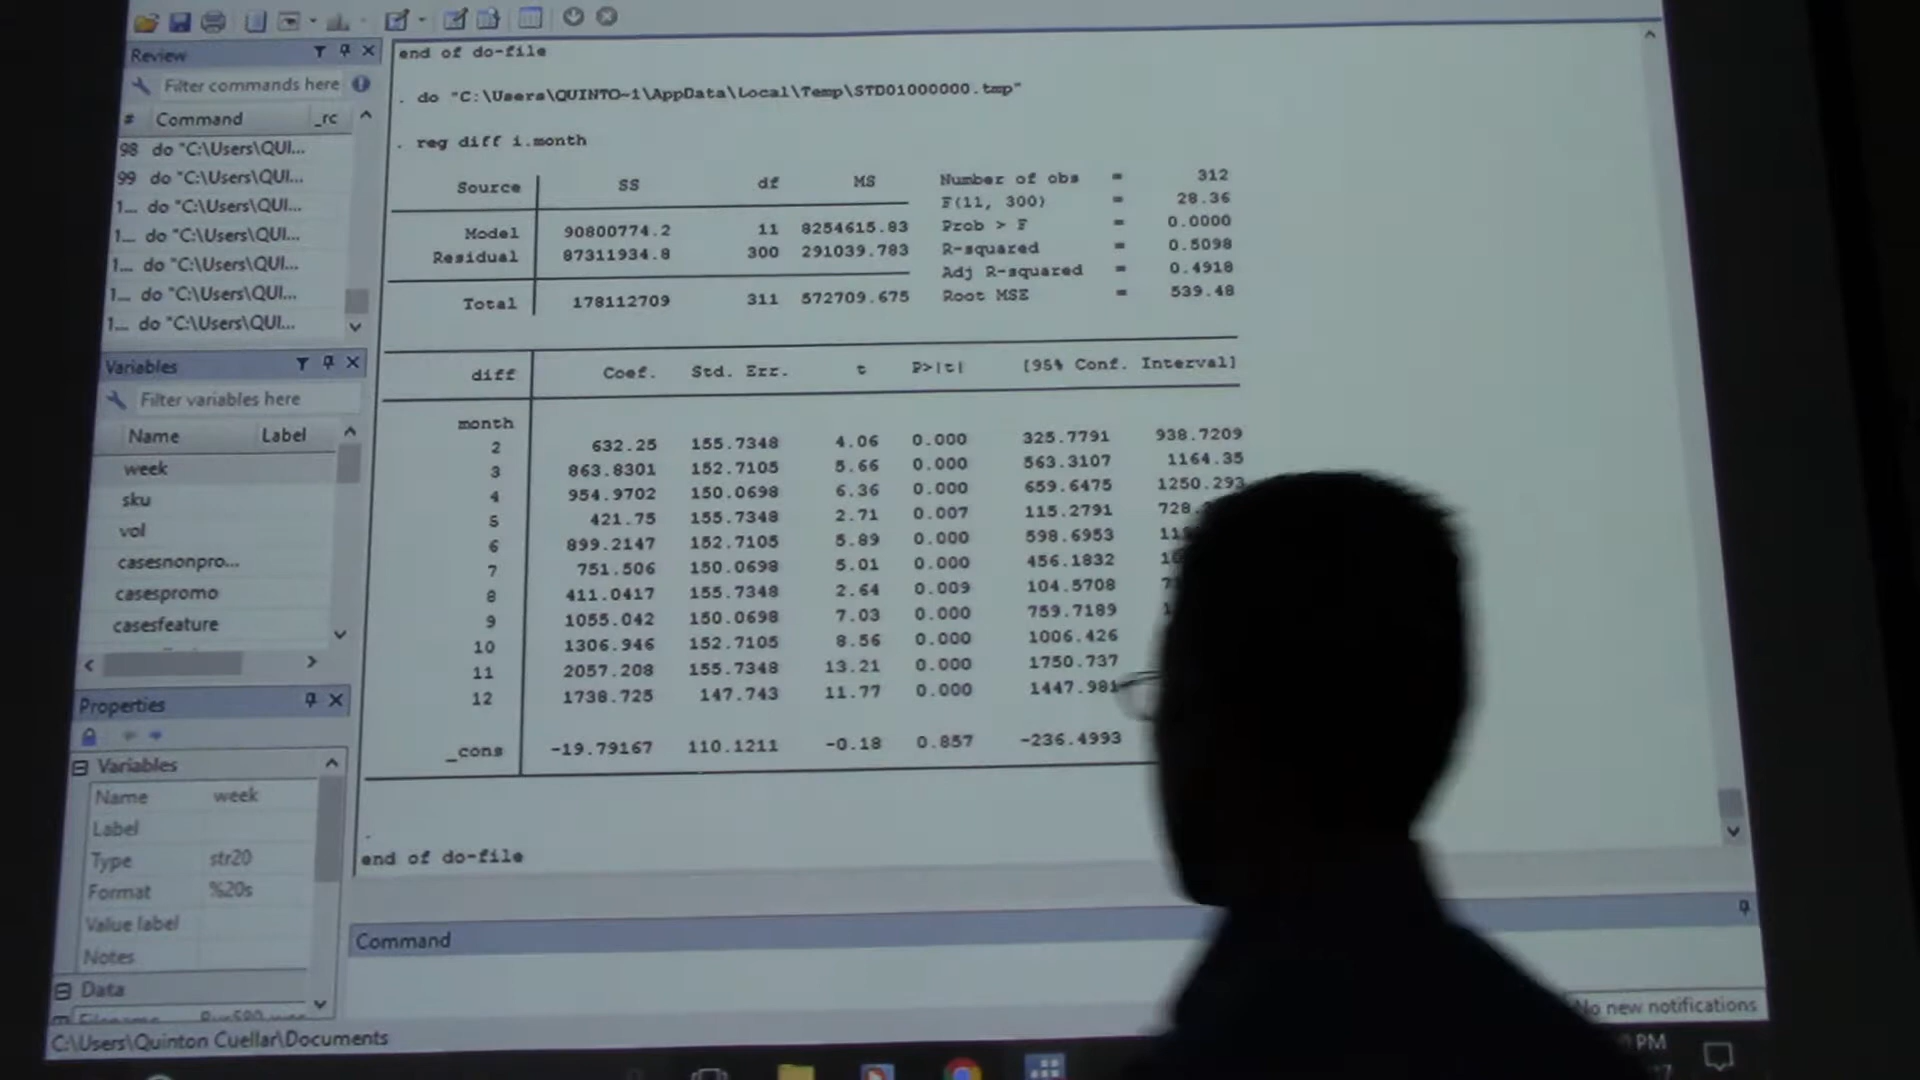 Review
Filter commands here
# Command _rc
98 do "C:\Users\QUI...
99 do "C:\Users\QUI...
1... do "C:\Users\QUI...
1... do "C:\Users\QUI...
1... do "C:\Users\QUI...
1... do "C:\Users\QUI...
1... do "C:\Users\QUI...
Variables
Filter variables here
Name Label
week
sku
vol
casesnonpro...
casespromo
casesfeature
Properties
Variables
Name week
Label
Type str20
Format %20s
Value label
Notes
Data
C:\Users\Quinton Cuellar\Documents
end of do-file
. do "C:\Users\QUINTO~1\AppData\Local\Temp\STD01000000.tmp"
. reg diff i.month
Source SS df MS Number of obs = 312
F(11, 300) = 28.36
Model 90800774.2 11 8254615.83 Prob > F = 0.0000
Residual 87311934.8 300 291039.783 R-squared = 0.5098
Adj R-squared = 0.4918
Total 178112709 311 572709.675 Root MSE = 539.48
diff Coef. Std. Err. t P>|t| [95% Conf. Interval]
month
2 632.25 155.7348 4.06 0.000 325.7791 938.7209
3 863.8301 152.7105 5.66 0.000 563.3107 1164.35
4 954.9702 150.0698 6.36 0.000 659.6475 1250.293
5 421.75 155.7348 2.71 0.007 115.2791
6 899.2147 152.7105 5.89 0.000 598.6953
7 751.506 150.0698 5.01 0.000 456.1832
8 411.0417 155.7348 2.64 0.009 104.5708
9 1055.042 150.0698 7.03 0.000 759.7189
10 1306.946 152.7105 8.56 0.000 1006.426
11 2057.208 155.7348 13.21 0.000 1750.737
12 1738.725 147.743 11.77 0.000 1447.981
_cons -19.79167 110.1211 -0.18 0.857 -236.4993
.
end of do-file
Command
No new notifications
PM